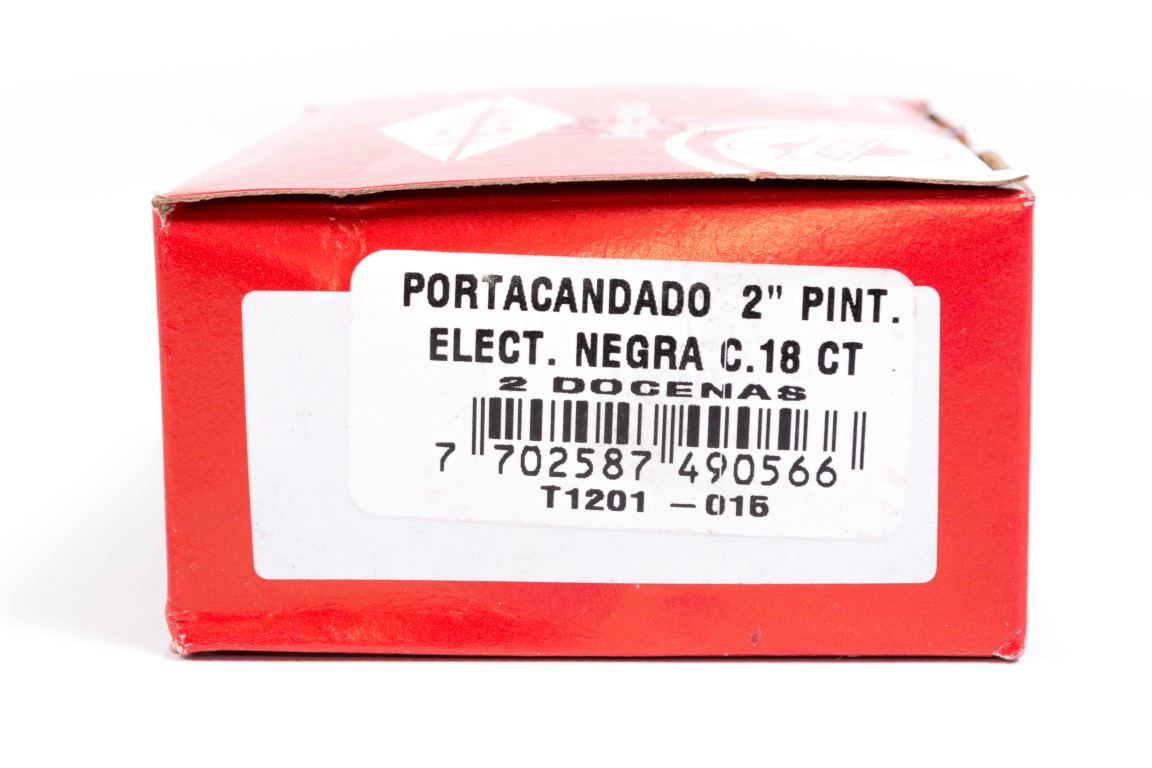 PORTACANDADO 2" PINT.
ELECT. NEGRA C.18 CT
2 DOCENAS
7 702587 490566
T1201 -015